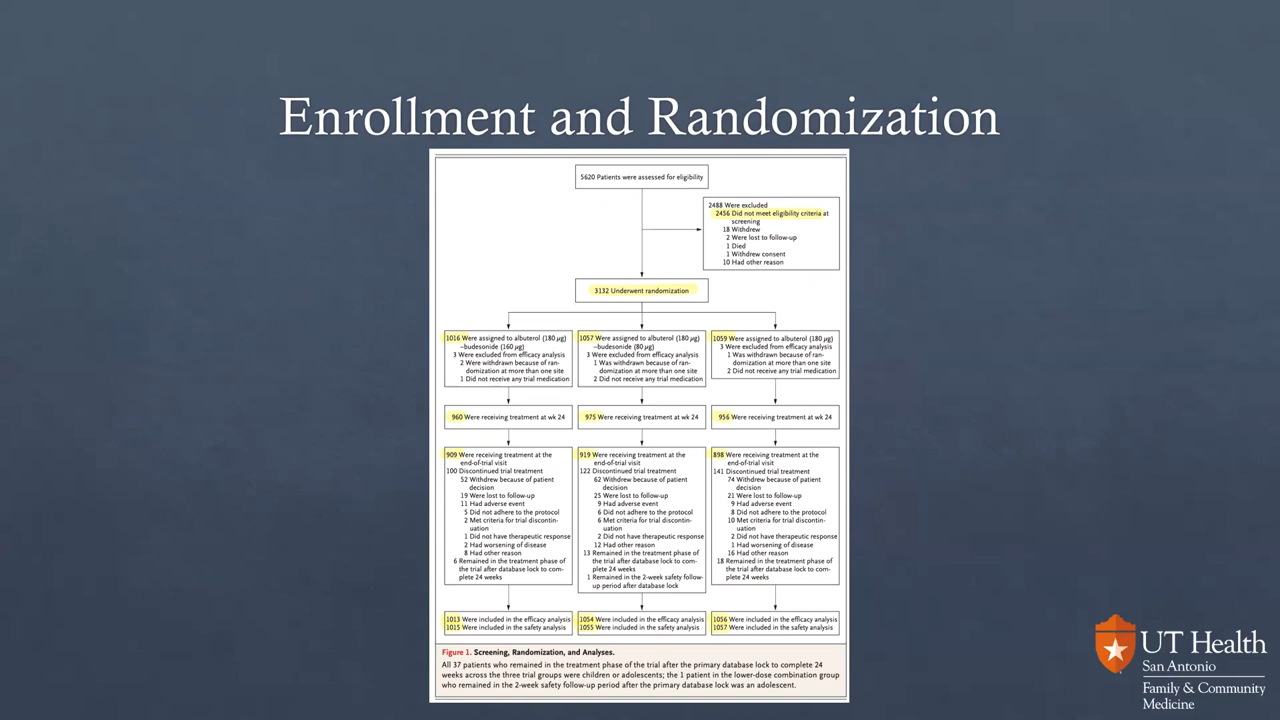 Enrollment and Randomization
5620 Patients were assessed for eligibility
2488 Were excluded
2456 Did not meet eligibility criteria at
screening
18 Withdrew
2 Were lost to follow-up
1 Died
1 Withdrew consent
10 Had other reason
3132 Underwent randomization
1016 Were assigned to albuterol (180 µg)
–budesonide (160 µg)
3 Were excluded from efficacy analysis
2 Were withdrawn because of ran-
domization at more than one site
1 Did not receive any trial medication
1057 Were assigned to albuterol (180 µg)
–budesonide (80 µg)
3 Were excluded from efficacy analysis
1 Was withdrawn because of ran-
domization at more than one site
2 Did not receive any trial medication
1059 Were assigned to albuterol (180 µg)
3 Were excluded from efficacy analysis
1 Was withdrawn because of ran-
domization at more than one site
2 Did not receive any trial medication
960 Were receiving treatment at wk 24
975 Were receiving treatment at wk 24
956 Were receiving treatment at wk 24
909 Were receiving treatment at the
end-of-trial visit
100 Discontinued trial treatment
52 Withdrew because of patient
decision
19 Were lost to follow-up
11 Had adverse event
5 Did not adhere to the protocol
2 Met criteria for trial discontin-
uation
1 Did not have therapeutic response
2 Had worsening of disease
8 Had other reason
6 Remained in the treatment phase of
the trial after database lock to com-
plete 24 weeks
919 Were receiving treatment at the
end-of-trial visit
122 Discontinued trial treatment
62 Withdrew because of patient
decision
25 Were lost to follow-up
9 Had adverse event
6 Did not adhere to the protocol
6 Met criteria for trial discontin-
uation
2 Did not have therapeutic response
12 Had other reason
13 Remained in the treatment phase of
the trial after database lock to com-
plete 24 weeks
1 Remained in the 2-week safety follow-
up period after database lock
898 Were receiving treatment at the
end-of-trial visit
141 Discontinued trial treatment
74 Withdrew because of patient
decision
21 Were lost to follow-up
9 Had adverse event
8 Did not adhere to the protocol
10 Met criteria for trial discontin-
uation
2 Did not have therapeutic response
1 Had worsening of disease
16 Had other reason
18 Remained in the treatment phase of
the trial after database lock to com-
plete 24 weeks
1013 Were included in the efficacy analysis
1015 Were included in the safety analysis
1054 Were included in the efficacy analysis
1055 Were included in the safety analysis
1056 Were included in the efficacy analysis
1057 Were included in the safety analysis
Figure 1. Screening, Randomization, and Analyses.
All 37 patients who remained in the treatment phase of the trial after the primary database lock to complete 24
weeks across the three trial groups were children or adolescents; the 1 patient in the lower-dose combination group
who remained in the 2-week safety follow-up period after the primary database lock was an adolescent.
UT Health
San Antonio
Family & Community
Medicine